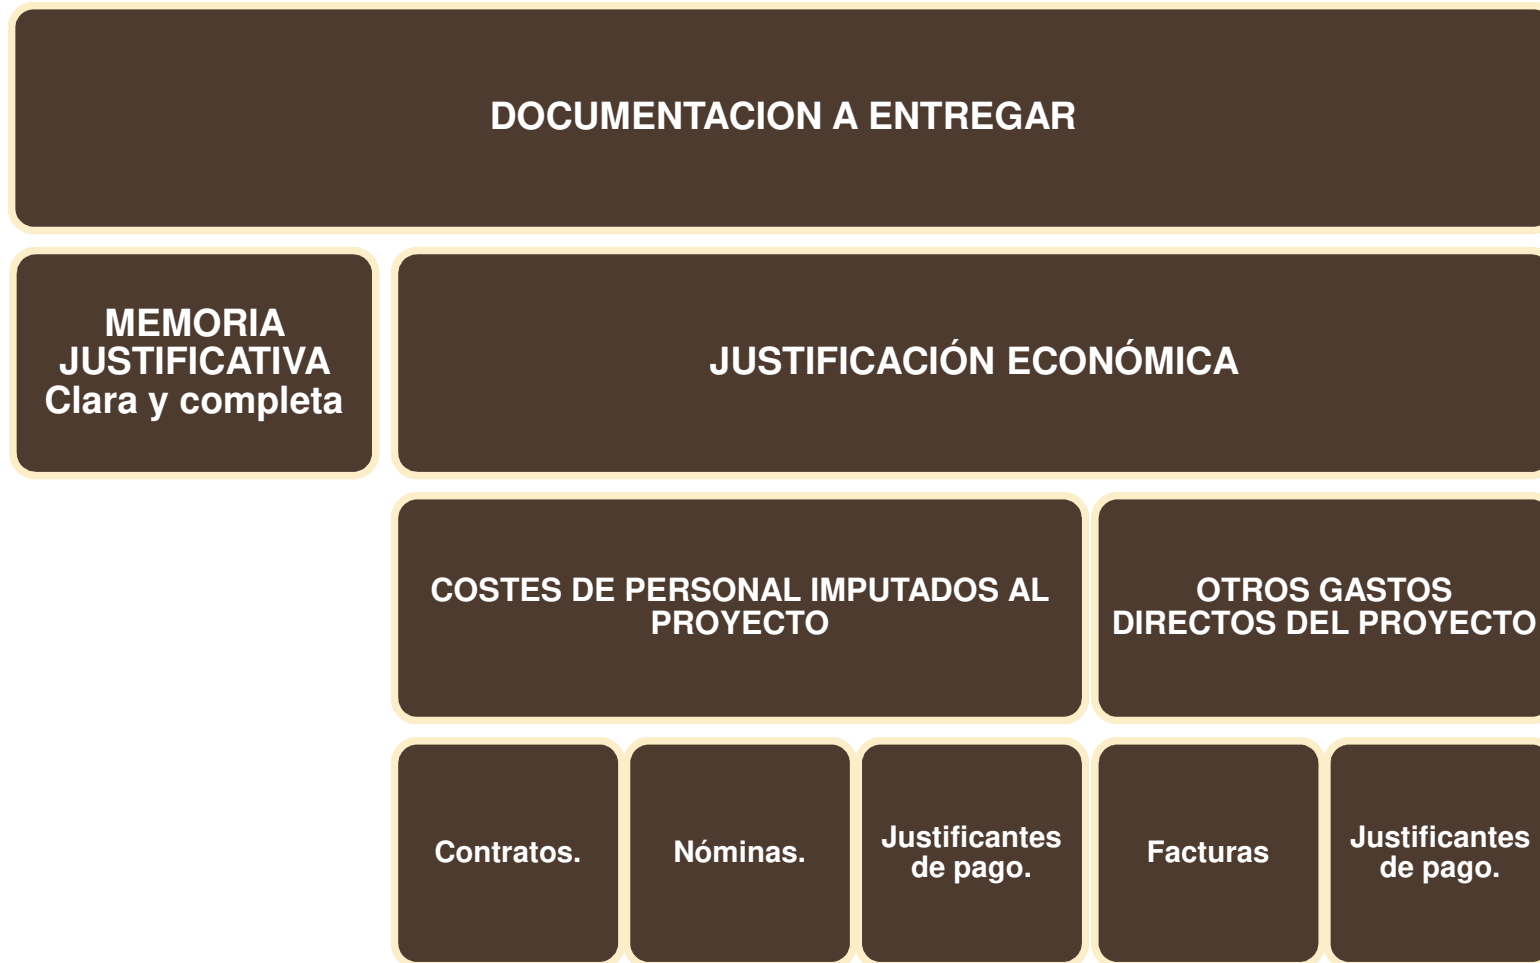 DOCUMENTACION A ENTREGAR
MEMORIA
JUSTIFICATIVA
Clara y completa
JUSTIFICACIÓN ECONÓMICA
COSTES DE PERSONAL IMPUTADOS AL
PROYECTO
OTROS GASTOS
DIRECTOS DEL PROYECTO
Contratos.
Nóminas.
Justificantes
de pago.
Facturas
Justificantes
de pago.